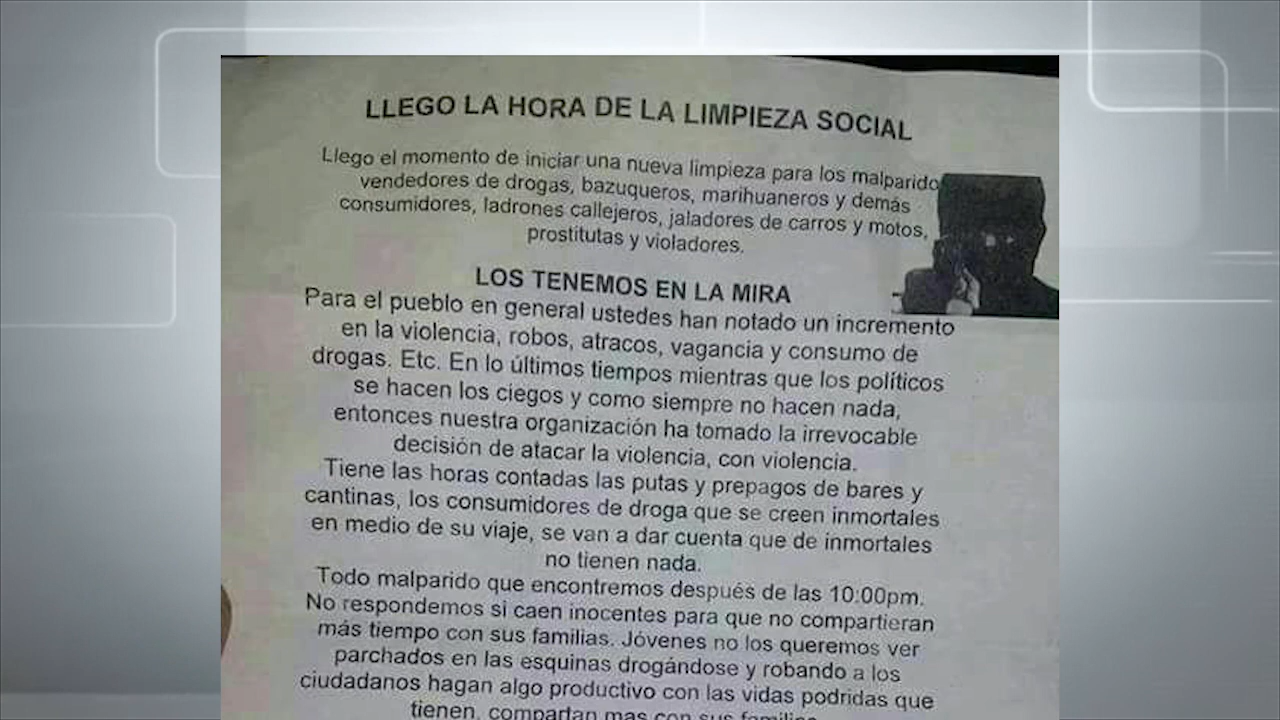 LLEGO LA HORA DE LA LIMPIEZA SOCIAL
Llego el momento de iniciar una nueva limpieza para los malparido
vendedores de drogas, bazuqueros, marihuaneros y demás
consumidores, ladrones callejeros, jaladores de carros y motos,
prostitutas y violadores.
LOS TENEMOS EN LA MIRA
Para el pueblo en general ustedes han notado un incremento
en la violencia, robos, atracos, vagancia y consumo de
drogas. Etc. En lo últimos tiempos mientras que los políticos
se hacen los ciegos y como siempre no hacen nada,
entonces nuestra organización ha tomado la irrevocable
decisión de atacar la violencia, con violencia.
Tiene las horas contadas las putas y prepagos de bares y
cantinas, los consumidores de droga que se creen inmortales
en medio de su viaje, se van a dar cuenta que de inmortales
no tienen nada.
Todo malparido que encontremos después de las 10:00pm.
No respondemos si caen inocentes para que no compartieran
más tiempo con sus familias. Jóvenes no los queremos ver
parchados en las esquinas drogándose y robando a los
ciudadanos hagan algo productivo con las vidas podridas que
tienen, compartan mas con sus familias